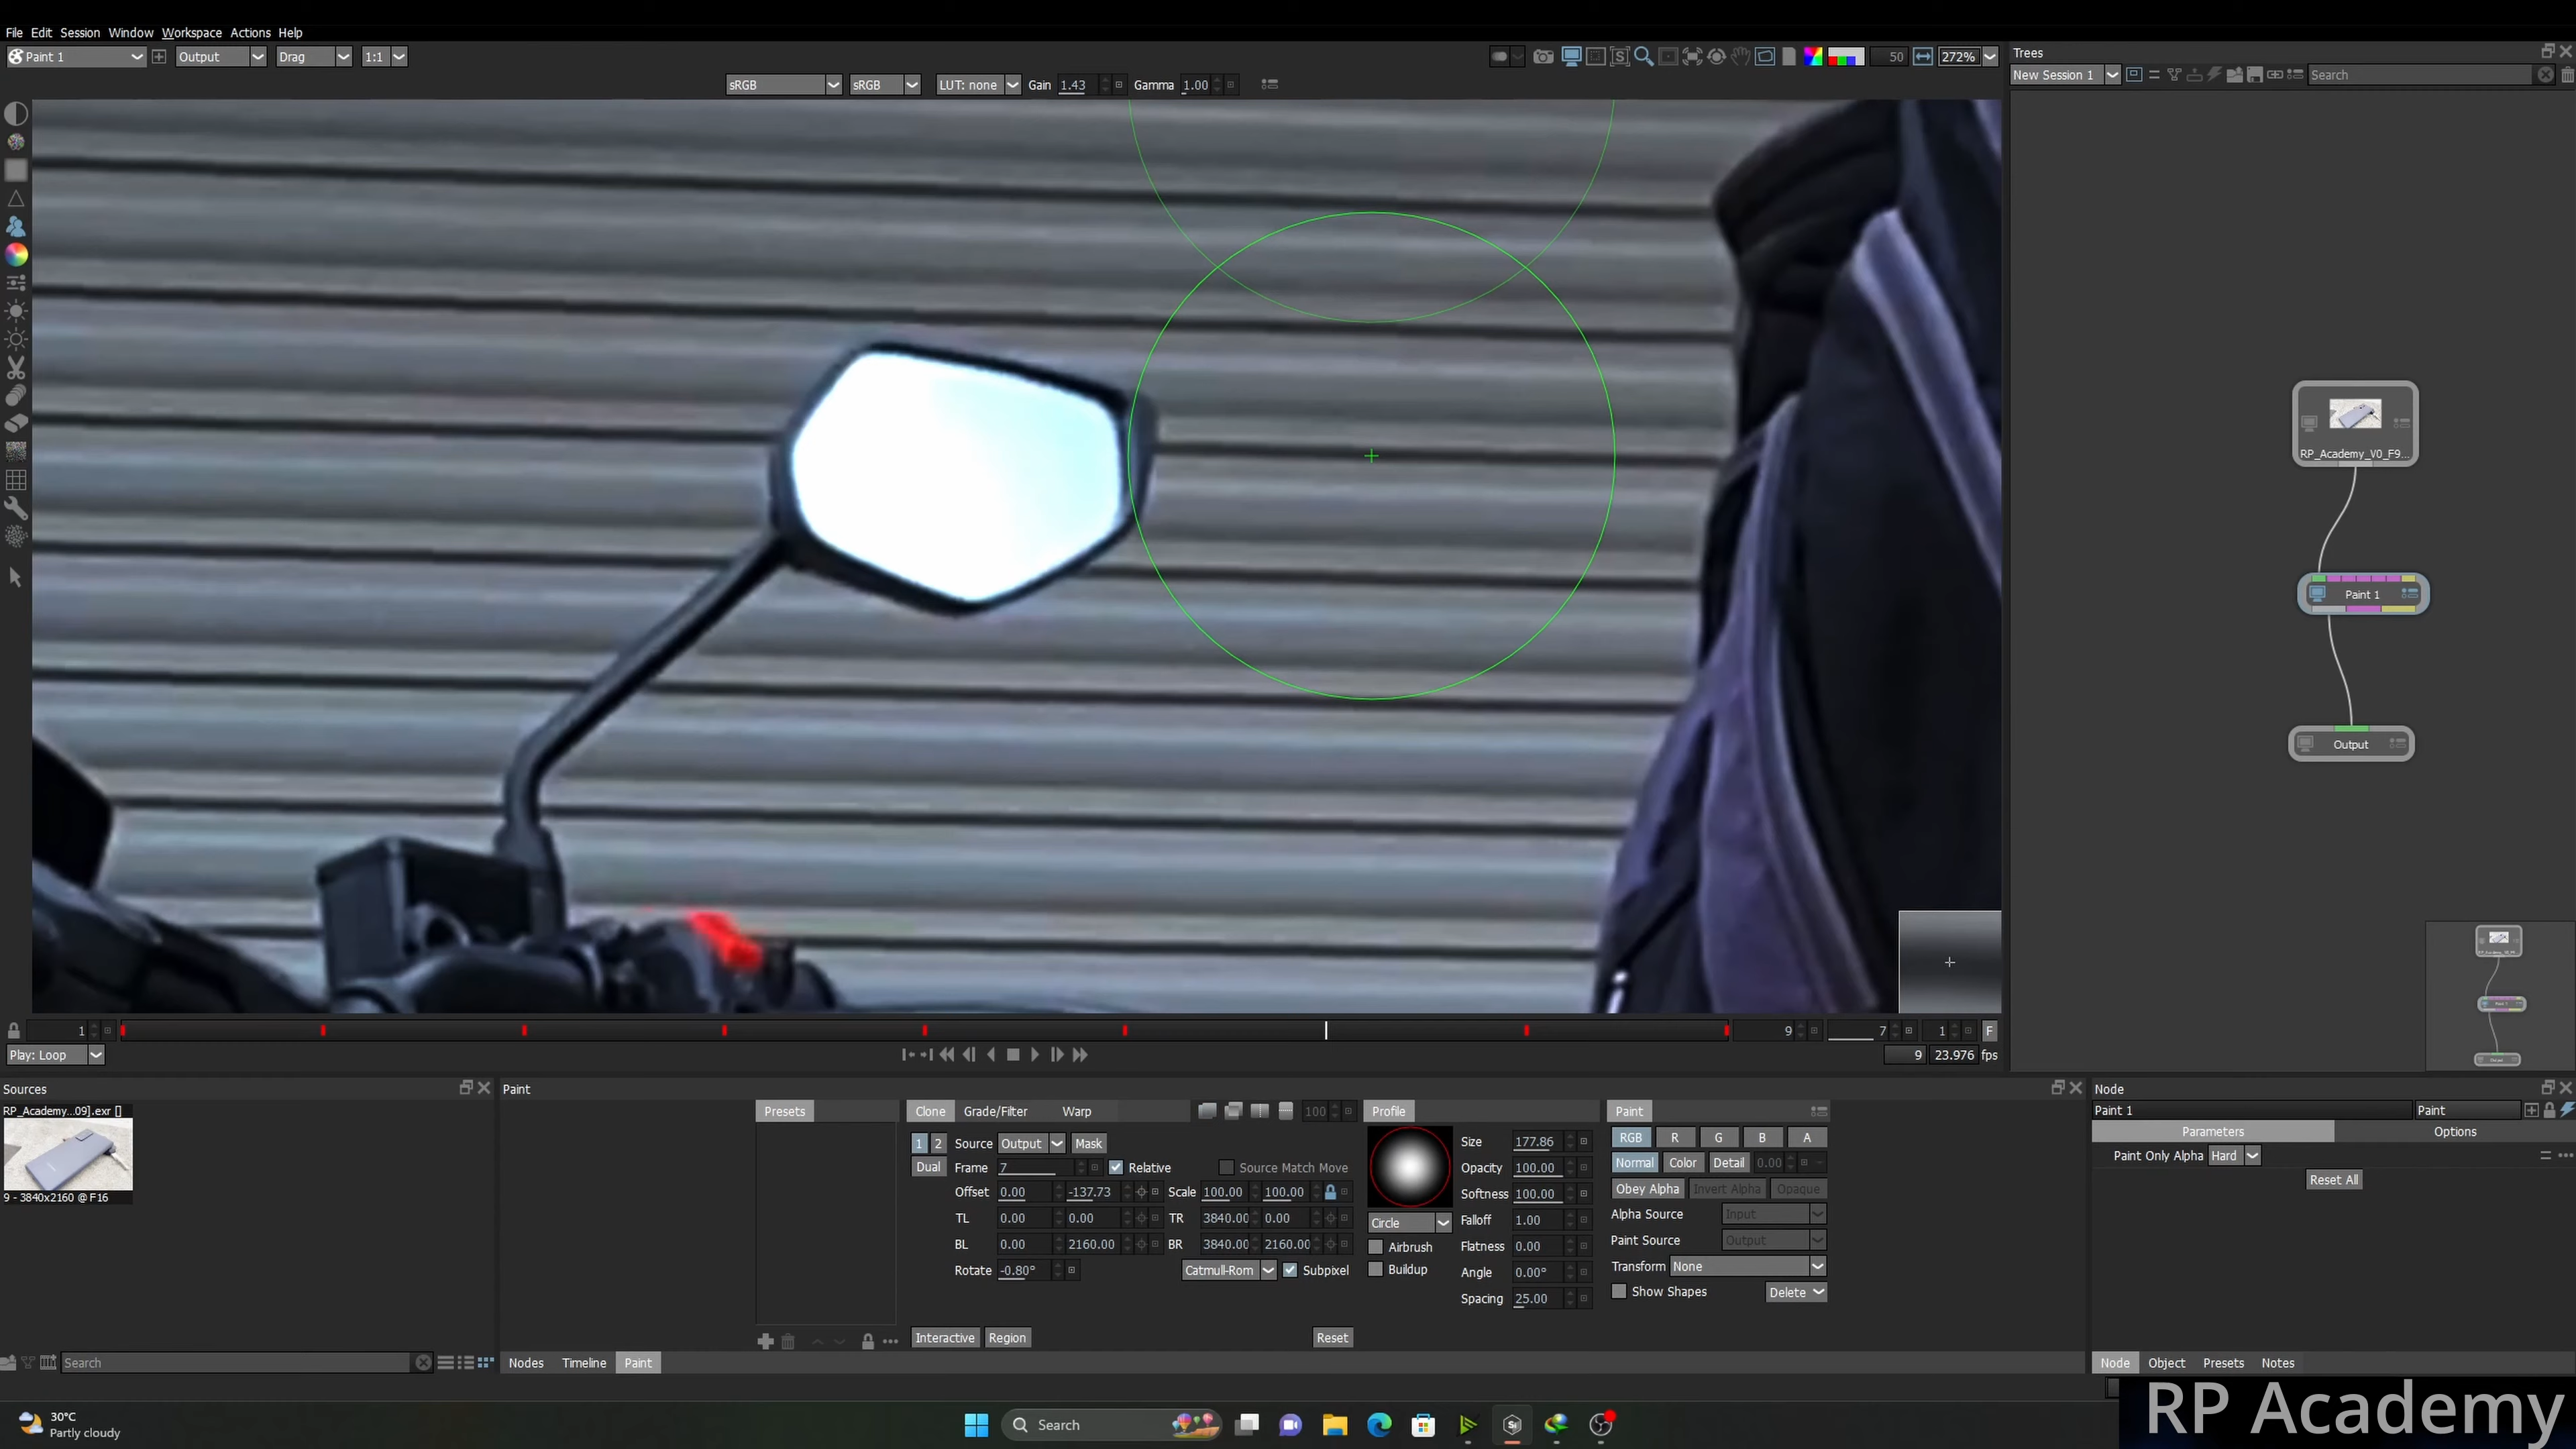 File Edit Session Window Workspace Actions Help
Paint 1 Output Drag 1:1 50 272%
sRGB sRGB LUT: none Gain 1.43 Gamma 1.00
Trees
New Session 1 Search
RP_Academy_V0_F9...
Paint 1
Output
1 9 7 1 F
Play: Loop 9 23.976 fps
Sources
RP_Academy...09].exr []
9 - 3840x2160 @ F16
Search
Paint
Presets
Clone Grade/Filter Warp 100
1 2 Source Output Mask
Dual Frame 7 Relative Source Match Move
Offset 0.00 -137.73 Scale 100.00 100.00
TL 0.00 0.00 TR 3840.00 0.00
BL 0.00 2160.00 BR 3840.00 2160.00
Rotate -0.80° Catmull-Rom Subpixel
Interactive Region Reset
Nodes Timeline Paint
Profile
Circle
Airbrush
Buildup
Size 177.86
Opacity 100.00
Softness 100.00
Falloff 1.00
Flatness 0.00
Angle 0.00°
Spacing 25.00
Paint
RGB R G B A
Normal Color Detail 0.00
Obey Alpha Invert Alpha Opaque
Alpha Source Input
Paint Source Output
Transform None
Show Shapes Delete
Node
Paint 1 Paint
Parameters Options
Paint Only Alpha Hard
Reset All
Node Object Presets Notes
RP Academy
30°C
Partly cloudy
Search